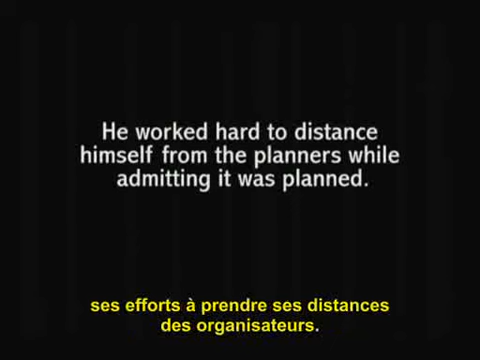 He worked hard to distance
himself from the planners while
admitting it was planned.
ses efforts à prendre ses distances
des organisateurs.